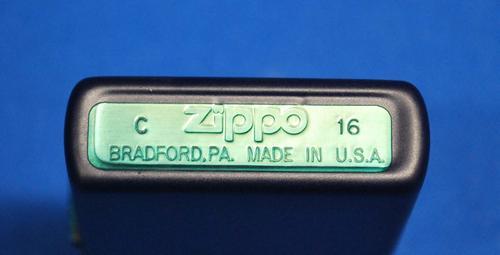 C Zippo 16
BRADFORD, PA. MADE IN U.S.A.